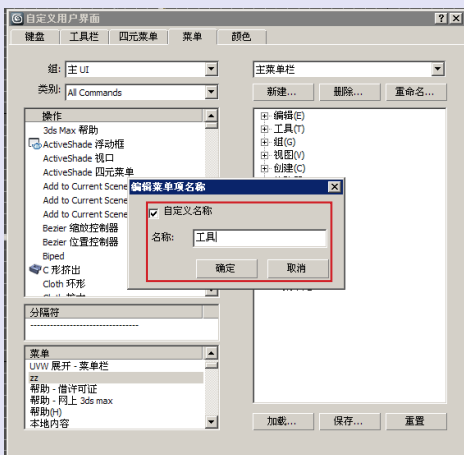 自定义用户界面
键盘 工具栏 四元菜单 菜单 颜色
组: 主 UI
主菜单栏
类别: All Commands
新建... 删除... 重命名...
操作
3ds Max 帮助
ActiveShade 浮动框
ActiveShade 视口
ActiveShade 四元菜单
Add to Current Scene
Add to Current Scene
Add to Current Scene
Bezier 缩放控制器
Bezier 位置控制器
Biped
C 形挤出
Cloth 环形
编辑(E)
工具(T)
组(G)
视图(V)
创建(C)
编辑菜单项名称
自定义名称
名称: 工具
确定 取消
分隔符
--------------------------------
菜单
UVW 展开 - 菜单栏
zz
帮助 - 借许可证
帮助 - 网上 3ds max
帮助(H)
本地内容
加载... 保存... 重置